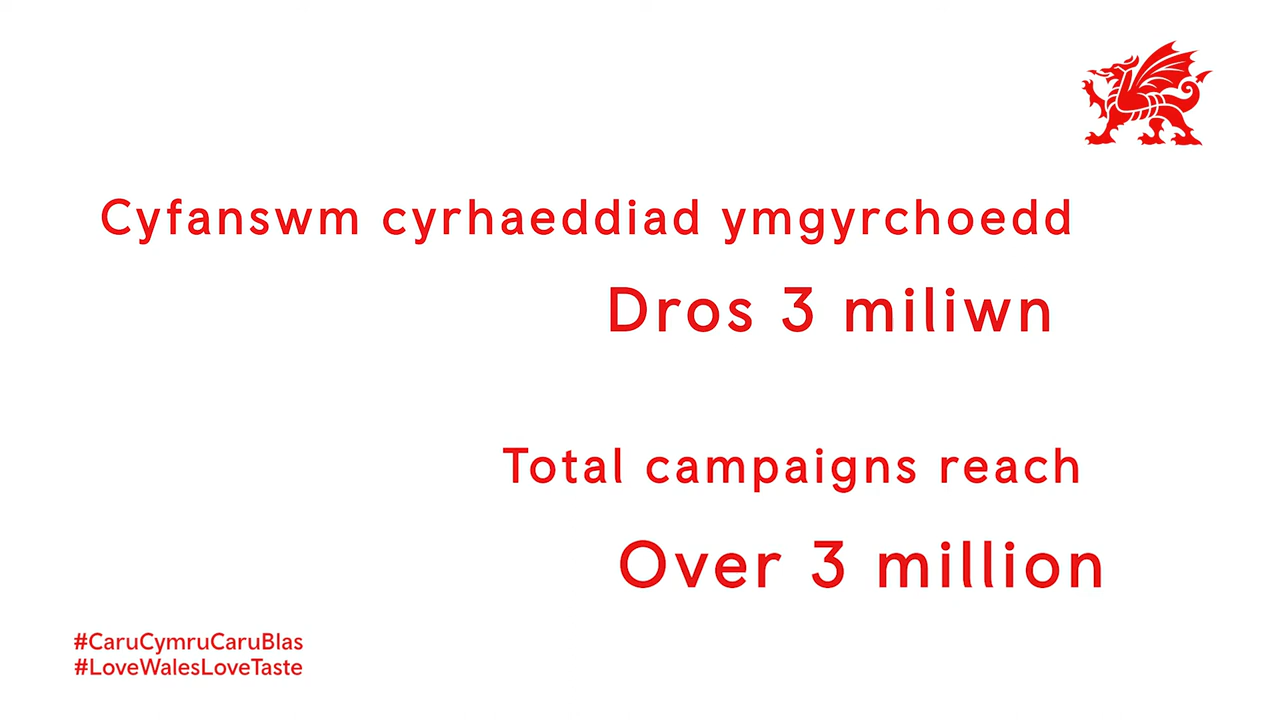 Cyfanswm cyrhaeddiad ymgyrchoedd
Dros 3 miliwn
Total campaigns reach
Over 3 million
#CaruCymruCaruBlas
#LoveWalesLoveTaste